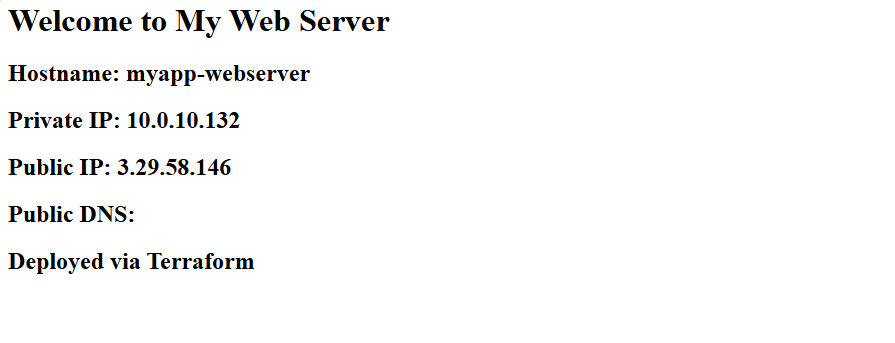 Welcome to My Web Server
Hostname: myapp-webserver
Private IP: 10.0.10.132
Public IP: 3.29.58.146
Public DNS:
Deployed via Terraform